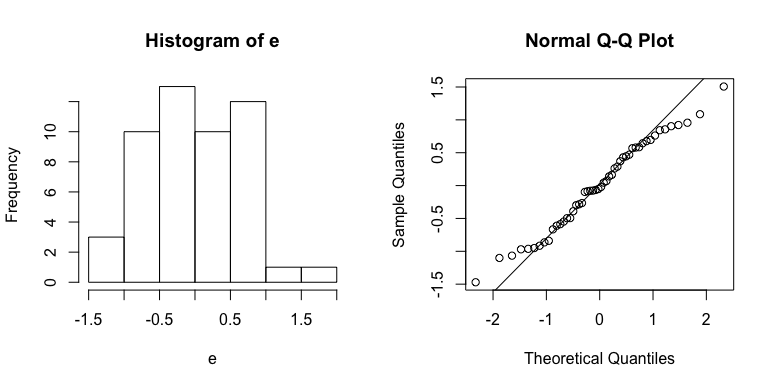 Histogram of e
Frequency
0 2 4 6 8 10
-1.5 -0.5 0.5 1.5
e
Normal Q-Q Plot
Sample Quantiles
-1.5 -0.5 0.5 1.5
-2 -1 0 1 2
Theoretical Quantiles